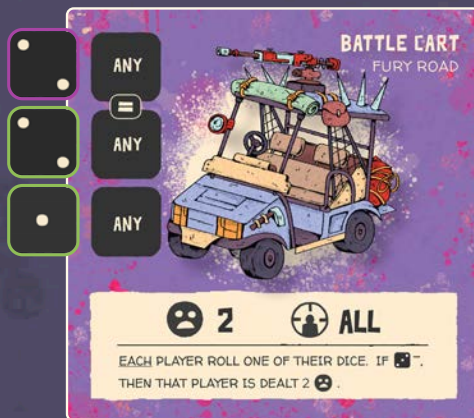 BATTLE CART
FURY ROAD
ANY
=
ANY
ANY
2 ALL
EACH PLAYER ROLL ONE OF THEIR DICE. IF ⚂-,
THEN THAT PLAYER IS DEALT 2 ☹.